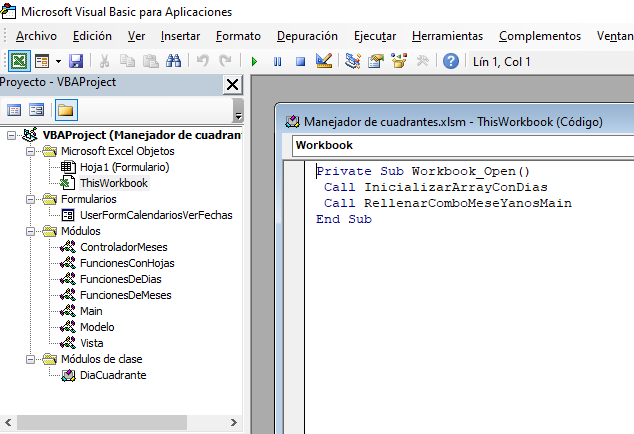 Microsoft Visual Basic para Aplicaciones
Archivo Edición Ver Insertar Formato Depuración Ejecutar Herramientas Complementos Ventan
Lín 1, Col 1
Proyecto - VBAProject
VBAProject (Manejador de cuadrant
Microsoft Excel Objetos
Hoja1 (Formulario)
ThisWorkbook
Formularios
UserFormCalendariosVerFechas
Módulos
ControladorMeses
FuncionesConHojas
FuncionesDeDias
FuncionesDeMeses
Main
Modelo
Vista
Módulos de clase
DiaCuadrante
Manejador de cuadrantes.xlsm - ThisWorkbook (Código)
Workbook
Private Sub Workbook_Open()
Call InicializarArrayConDias
Call RellenarComboMeseYanosMain
End Sub